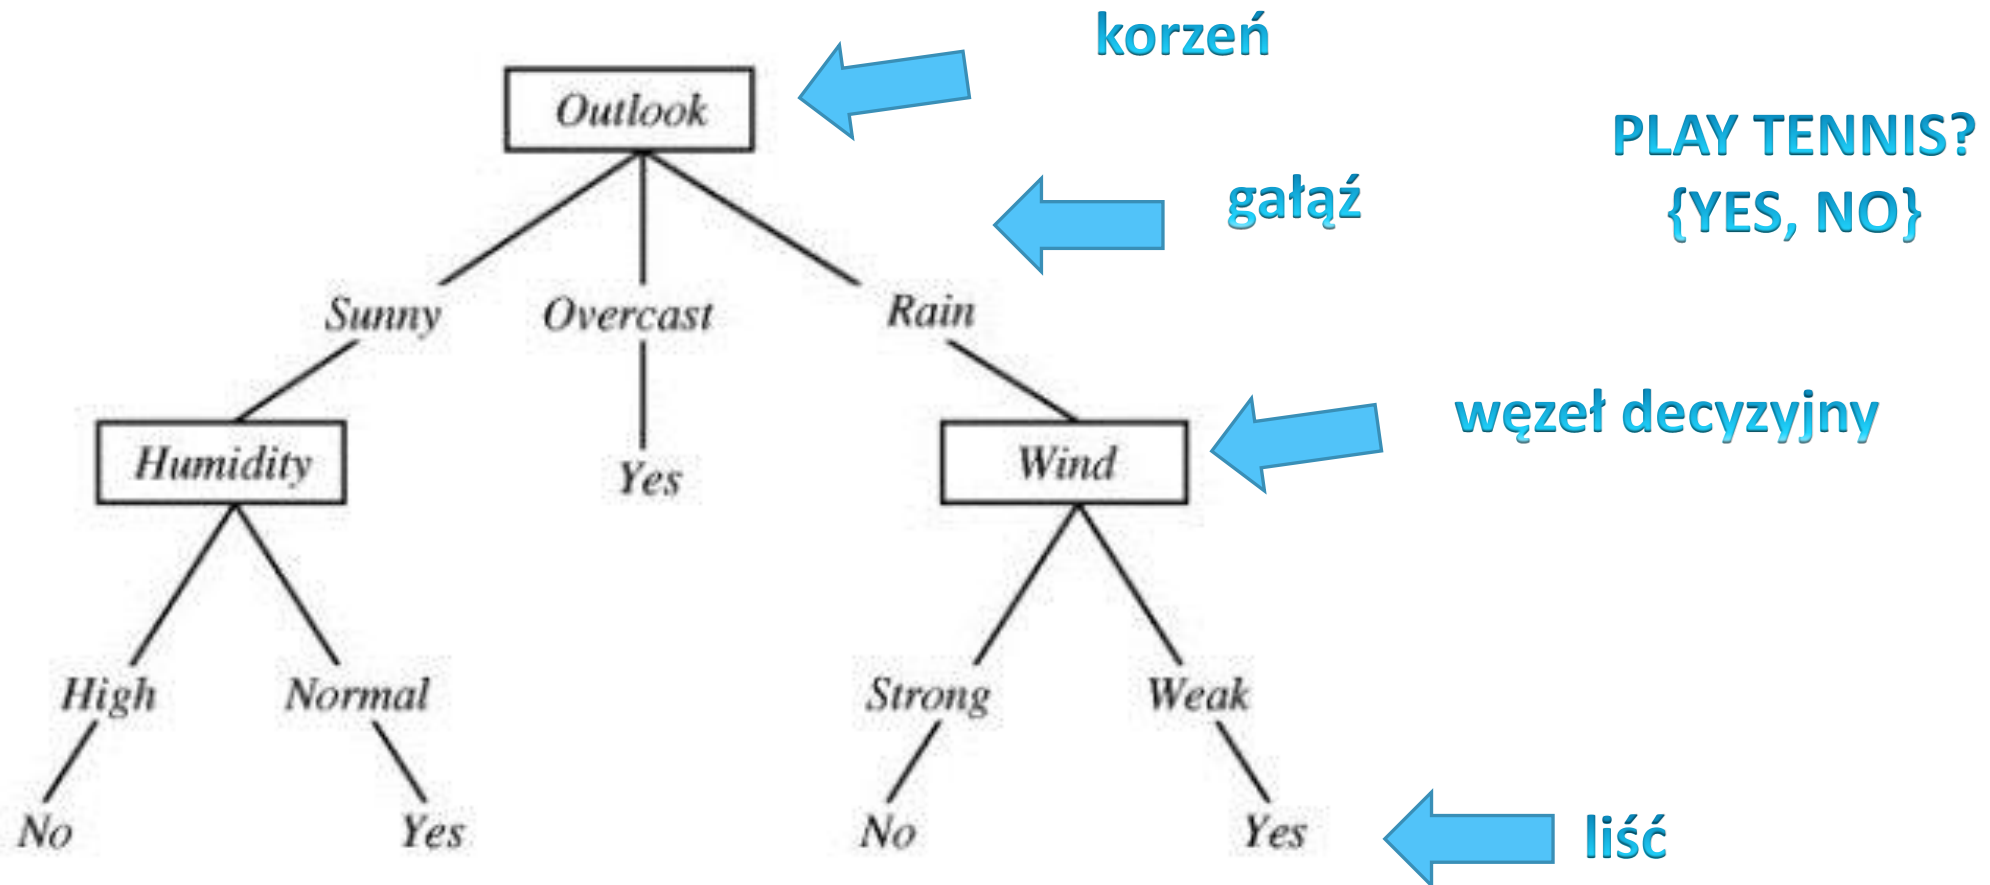 korzeń
Outlook
PLAY TENNIS?
{YES, NO}
gałąź
Sunny Overcast Rain
węzeł decyzyjny
Humidity Yes Wind
High Normal Strong Weak
No Yes No Yes
liść